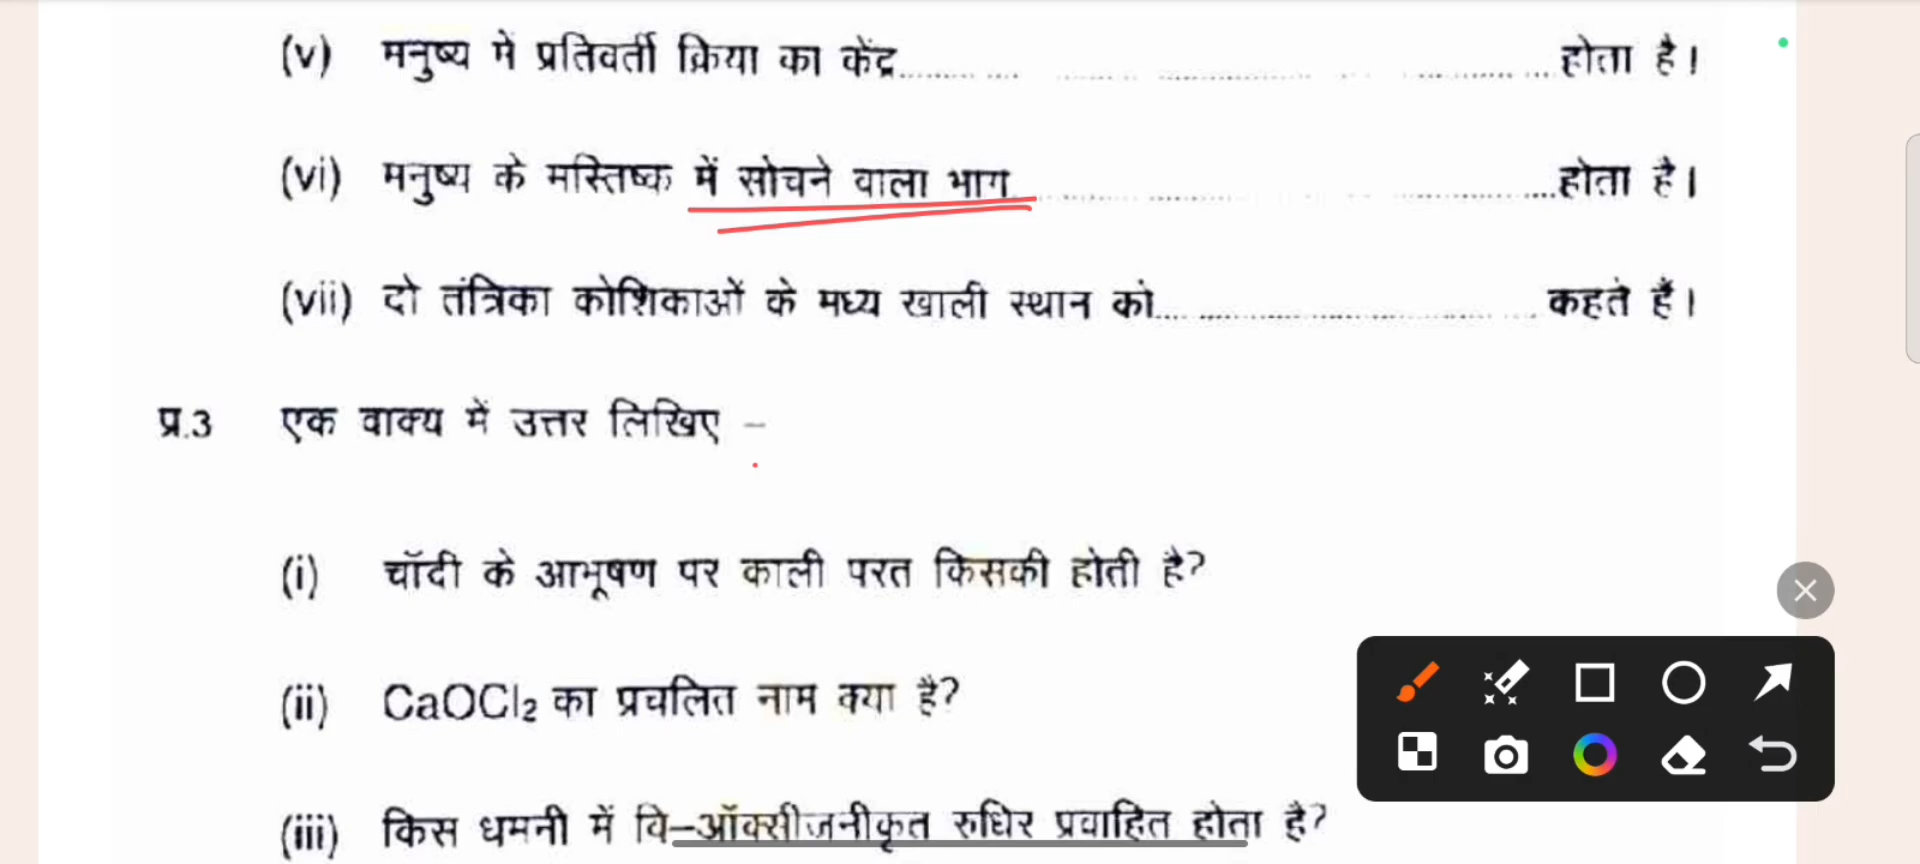 (v) मनुष्य में प्रतिवर्ती क्रिया का केंद्र.......................................होता है।
(vi) मनुष्य के मस्तिष्क में सोचने वाला भाग.......................................होता है।
(vii) दो तंत्रिका कोशिकाओं के मध्य खाली स्थान को.......................................कहते हैं।
प्र.3 एक वाक्य में उत्तर लिखिए –
(i) चाँदी के आभूषण पर काली परत किसकी होती है?
(ii) CaOCl₂ का प्रचलित नाम क्या है?
(iii) किस धमनी में वि–ऑक्सीजनीकृत रुधिर प्रवाहित होता है?